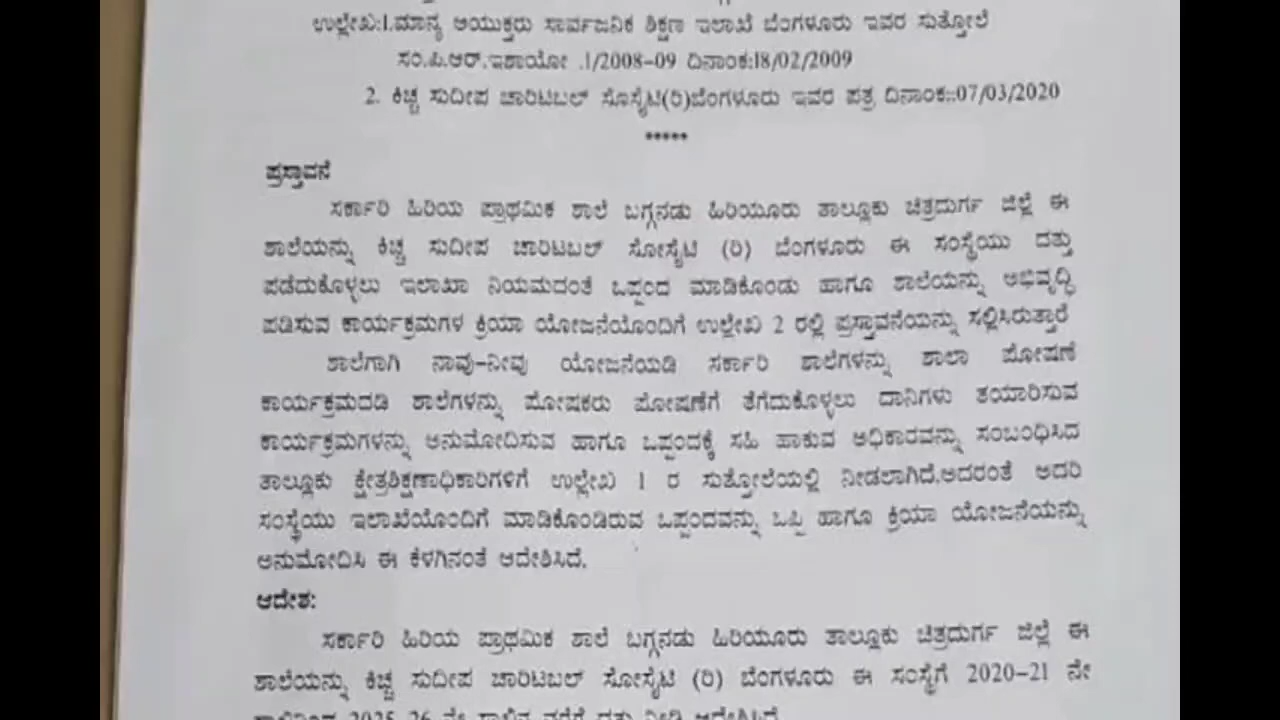 ಉಲ್ಲೇಖ:1.ಮಾನ್ಯ ಆಯುಕ್ತರು ಸಾರ್ವಜನಿಕ ಶಿಕ್ಷಣ ಇಲಾಖೆ ಬೆಂಗಳೂರು ಇವರ ಸುತ್ತೋಲೆ
ಸಂ.ಪಿ.ಆರ್.ಇಶಾಯೋ .1/2008-09 ದಿನಾಂಕ:18/02/2009
2. ಕಿಚ್ಚ ಸುದೀಪ ಚಾರಿಟಬಲ್ ಸೊಸೈಟಿ(ರಿ)ಬೆಂಗಳೂರು ಇವರ ಪತ್ರ ದಿನಾಂಕ::07/03/2020
*****
ಪ್ರಸ್ತಾವನೆ
ಸರ್ಕಾರಿ ಹಿರಿಯ ಪ್ರಾಥಮಿಕ ಶಾಲೆ ಬಗ್ಗನಡು ಹಿರಿಯೂರು ತಾಲ್ಲೂಕು ಚಿತ್ರದುರ್ಗ ಜಿಲ್ಲೆ ಈ
ಶಾಲೆಯನ್ನು ಕಿಚ್ಚ ಸುದೀಪ ಚಾರಿಟಬಲ್ ಸೋಸೈಟಿ (ರಿ) ಬೆಂಗಳೂರು ಈ ಸಂಸ್ಥೆಯು ದತ್ತು
ಪಡೆದುಕೊಳ್ಳಲು ಇಲಾಖಾ ನಿಯಮದಂತೆ ಒಪ್ಪಂದ ಮಾಡಿಕೊಂಡು ಹಾಗೂ ಶಾಲೆಯನ್ನು ಅಭಿವೃದ್ಧಿ
ಪಡಿಸುವ ಕಾರ್ಯಕ್ರಮಗಳ ಕ್ರಿಯಾ ಯೋಜನೆಯೊಂದಿಗೆ ಉಲ್ಲೇಖ 2 ರಲ್ಲಿ ಪ್ರಸ್ತಾವನೆಯನ್ನು ಸಲ್ಲಿಸಿರುತ್ತಾರೆ
ಶಾಲೆಗಾಗಿ ನಾವು-ನೀವು ಯೋಜನೆಯಡಿ ಸರ್ಕಾರಿ ಶಾಲೆಗಳನ್ನು ಶಾಲಾ ಪೋಷಣೆ
ಕಾರ್ಯಕ್ರಮದಡಿ ಶಾಲೆಗಳನ್ನು ಪೋಷಕರು ಪೋಷಣೆಗೆ ತೆಗೆದುಕೊಳ್ಳಲು ದಾನಿಗಳು ತಯಾರಿಸುವ
ಕಾರ್ಯಕ್ರಮಗಳನ್ನು ಅನುಮೋದಿಸುವ ಹಾಗೂ ಒಪ್ಪಂದಕ್ಕೆ ಸಹಿ ಹಾಕುವ ಅಧಿಕಾರವನ್ನು ಸಂಬಂಧಿಸಿದ
ತಾಲ್ಲೂಕು ಕ್ಷೇತ್ರಶಿಕ್ಷಣಾಧಿಕಾರಿಗಳಿಗೆ ಉಲ್ಲೇಖ 1 ರ ಸುತ್ತೋಲೆಯಲ್ಲಿ ನೀಡಲಾಗಿದೆ.ಅದರಂತೆ ಅದರಿ
ಸಂಸ್ಥೆಯು ಇಲಾಖೆಯೊಂದಿಗೆ ಮಾಡಿಕೊಂಡಿರುವ ಒಪ್ಪಂದವನ್ನು ಒಪ್ಪಿ ಹಾಗೂ ಕ್ರಿಯಾ ಯೋಜನೆಯನ್ನು
ಅನುಮೋದಿಸಿ ಈ ಕೆಳಗಿನಂತೆ ಆದೇಶಿಸಿದೆ.
ಆದೇಶ:
ಸರ್ಕಾರಿ ಹಿರಿಯ ಪ್ರಾಥಮಿಕ ಶಾಲೆ ಬಗ್ಗನಡು ಹಿರಿಯೂರು ತಾಲ್ಲೂಕು ಚಿತ್ರದುರ್ಗ ಜಿಲ್ಲೆ ಈ
ಶಾಲೆಯನ್ನು ಕಿಚ್ಚ ಸುದೀಪ ಚಾರಿಟಬಲ್ ಸೋಸೈಟಿ (ರಿ) ಬೆಂಗಳೂರು ಈ ಸಂಸ್ಥೆಗೆ 2020-21 ನೇ